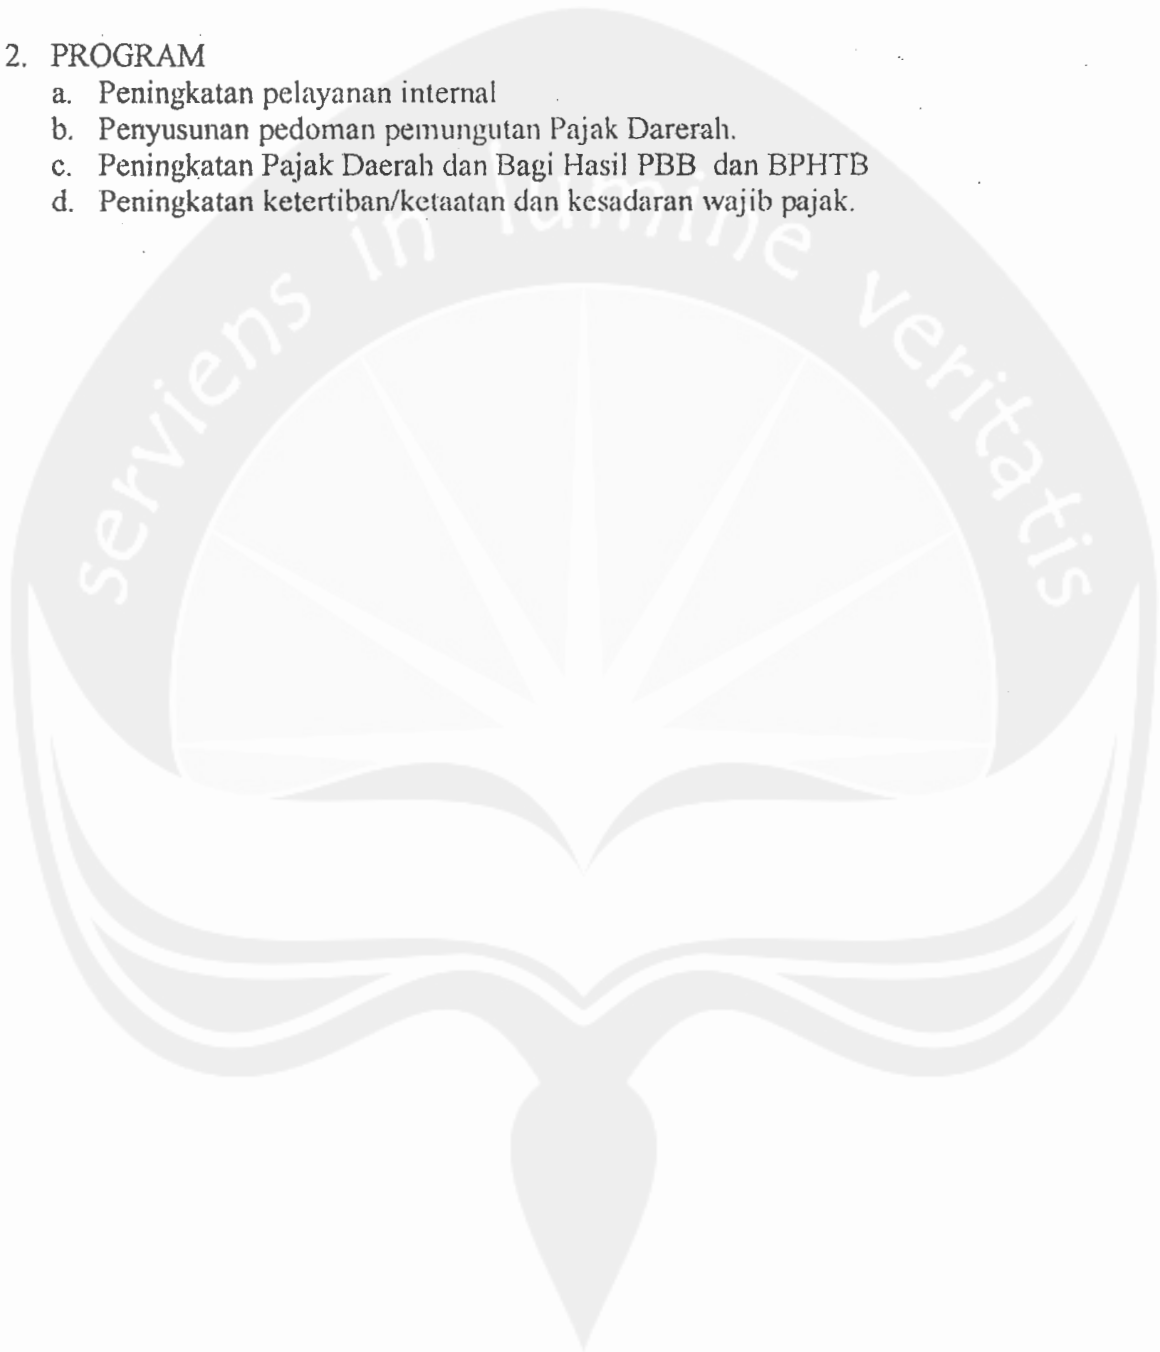 2. PROGRAM
a. Peningkatan pelayanan internal
b. Penyusunan pedoman pemungutan Pajak Darerah.
c. Peningkatan Pajak Daerah dan Bagi Hasil PBB dan BPHTB
d. Peningkatan ketertiban/ketaatan dan kesadaran wajib pajak.
serviens in lumine veritatis